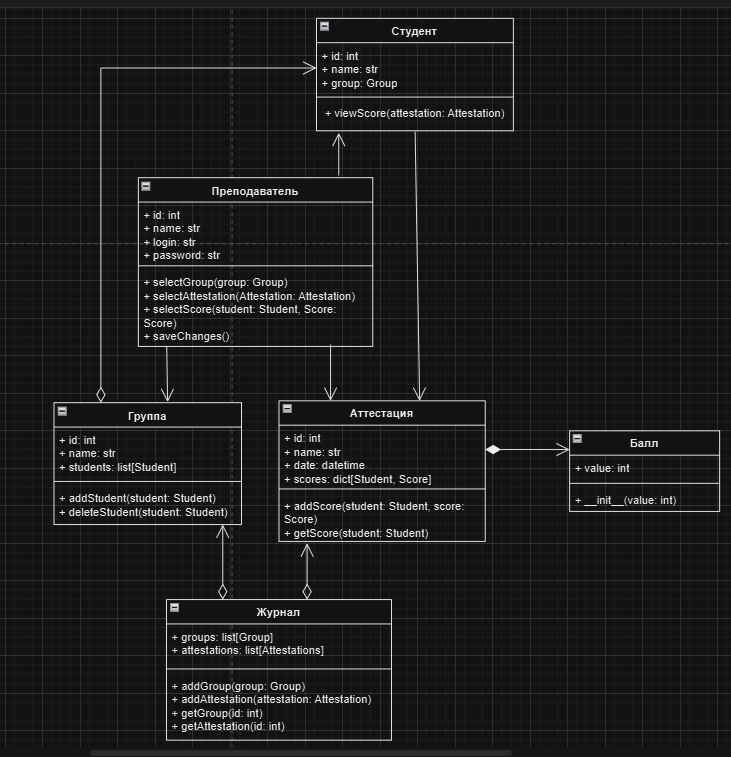 Студент
+ id: int
+ name: str
+ group: Group
+ viewScore(attestation: Attestation)
Преподаватель
+ id: int
+ name: str
+ login: str
+ password: str
+ selectGroup(group: Group)
+ selectAttestation(Attestation: Attestation)
+ selectScore(student: Student, Score:
Score)
+ saveChanges()
Группа
+ id: int
+ name: str
+ students: list[Student]
+ addStudent(student: Student)
+ deleteStudent(student: Student)
Аттестация
+ id: int
+ name: str
+ date: datetime
+ scores: dict[Student, Score]
+ addScore(student: Student, score:
Score)
+ getScore(student: Student)
Балл
+ value: int
+ __init__(value: int)
Журнал
+ groups: list[Group]
+ attestations: list[Attestations]
+ addGroup(group: Group)
+ addAttestation(attestation: Attestation)
+ getGroup(id: int)
+ getAttestation(id: int)